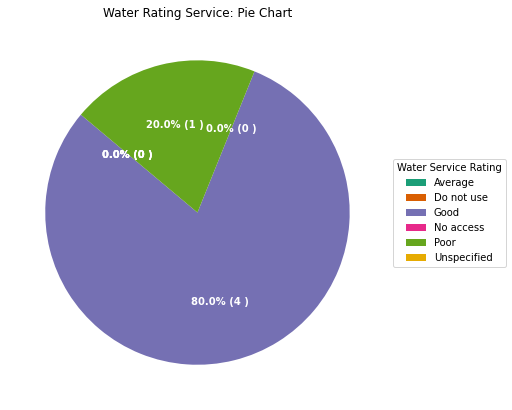 Water Rating Service: Pie Chart
20.0% (1 )
0.0% (0 )
0.0% (0 )
80.0% (4 )
Water Service Rating
Average
Do not use
Good
No access
Poor
Unspecified